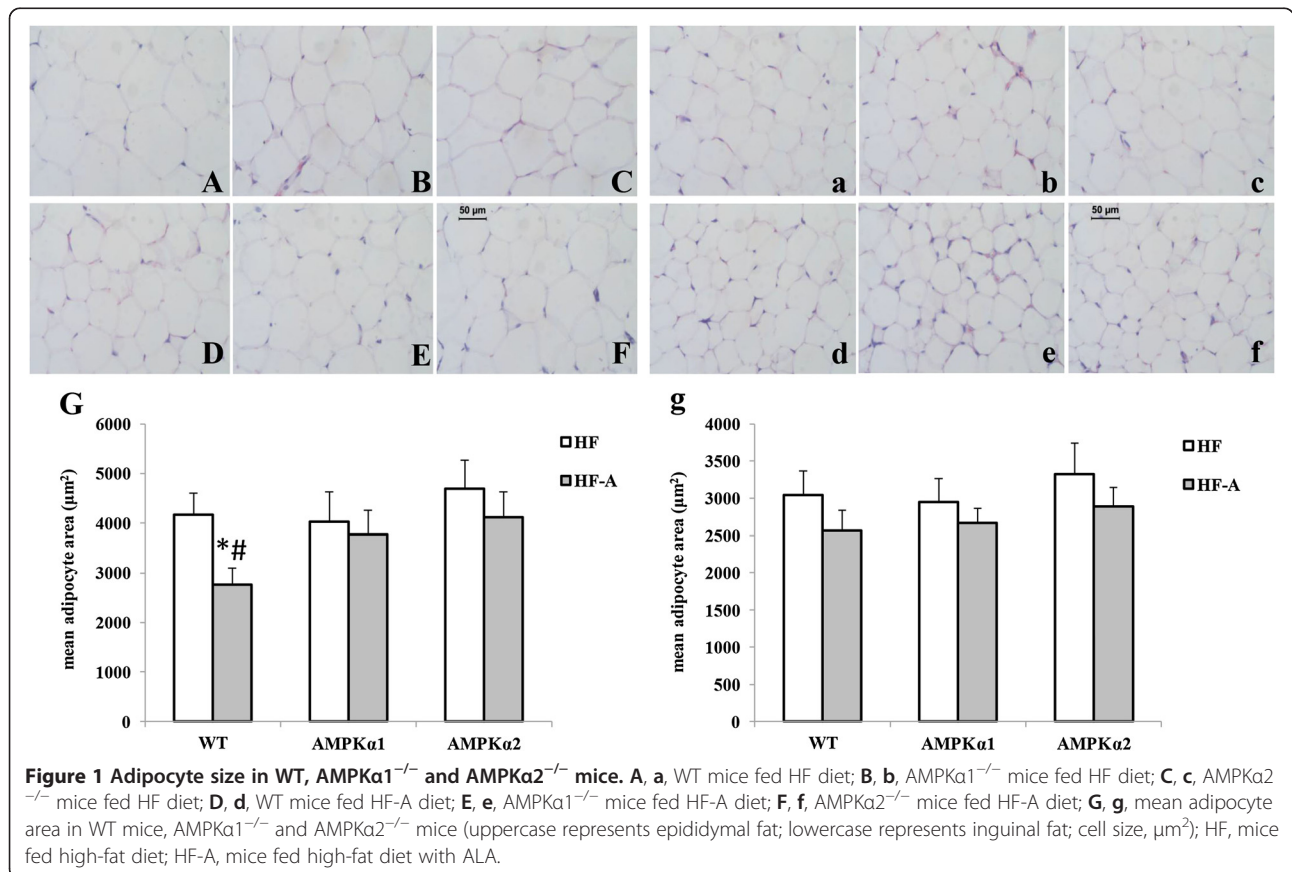 A B C a b c
50 µm 50 µm
D E F d e f
G
6000
5000
4000
3000
2000
1000
0
mean adipocyte area (µm²)
*#
HF
HF-A
WT AMPKα1 AMPKα2
g
4000
3500
3000
2500
2000
1500
1000
500
0
mean adipocyte area (µm²)
HF
HF-A
WT AMPKα1 AMPKα2
Figure 1 Adipocyte size in WT, AMPKα1⁻/⁻ and AMPKα2⁻/⁻ mice. A, a, WT mice fed HF diet; B, b, AMPKα1⁻/⁻ mice fed HF diet; C, c, AMPKα2
⁻/⁻ mice fed HF diet; D, d, WT mice fed HF-A diet; E, e, AMPKα1⁻/⁻ mice fed HF-A diet; F, f, AMPKα2⁻/⁻ mice fed HF-A diet; G, g, mean adipocyte
area in WT mice, AMPKα1⁻/⁻ and AMPKα2⁻/⁻ mice (uppercase represents epididymal fat; lowercase represents inguinal fat; cell size, µm²); HF, mice
fed high-fat diet; HF-A, mice fed high-fat diet with ALA.